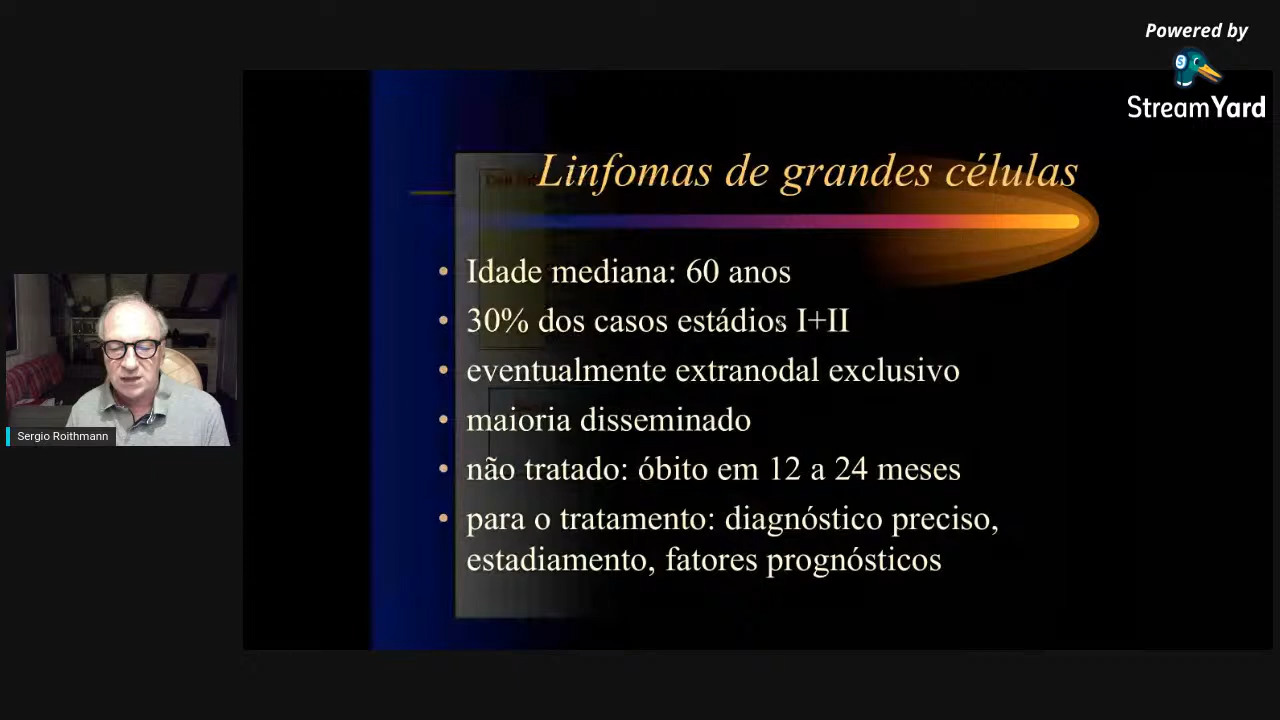 Powered by
StreamYard
Linfomas de grandes células
• Idade mediana: 60 anos
• 30% dos casos estádios I+II
• eventualmente extranodal exclusivo
• maioria disseminado
• não tratado: óbito em 12 a 24 meses
• para o tratamento: diagnóstico preciso,
estadiamento, fatores prognósticos
Sergio Roithmann